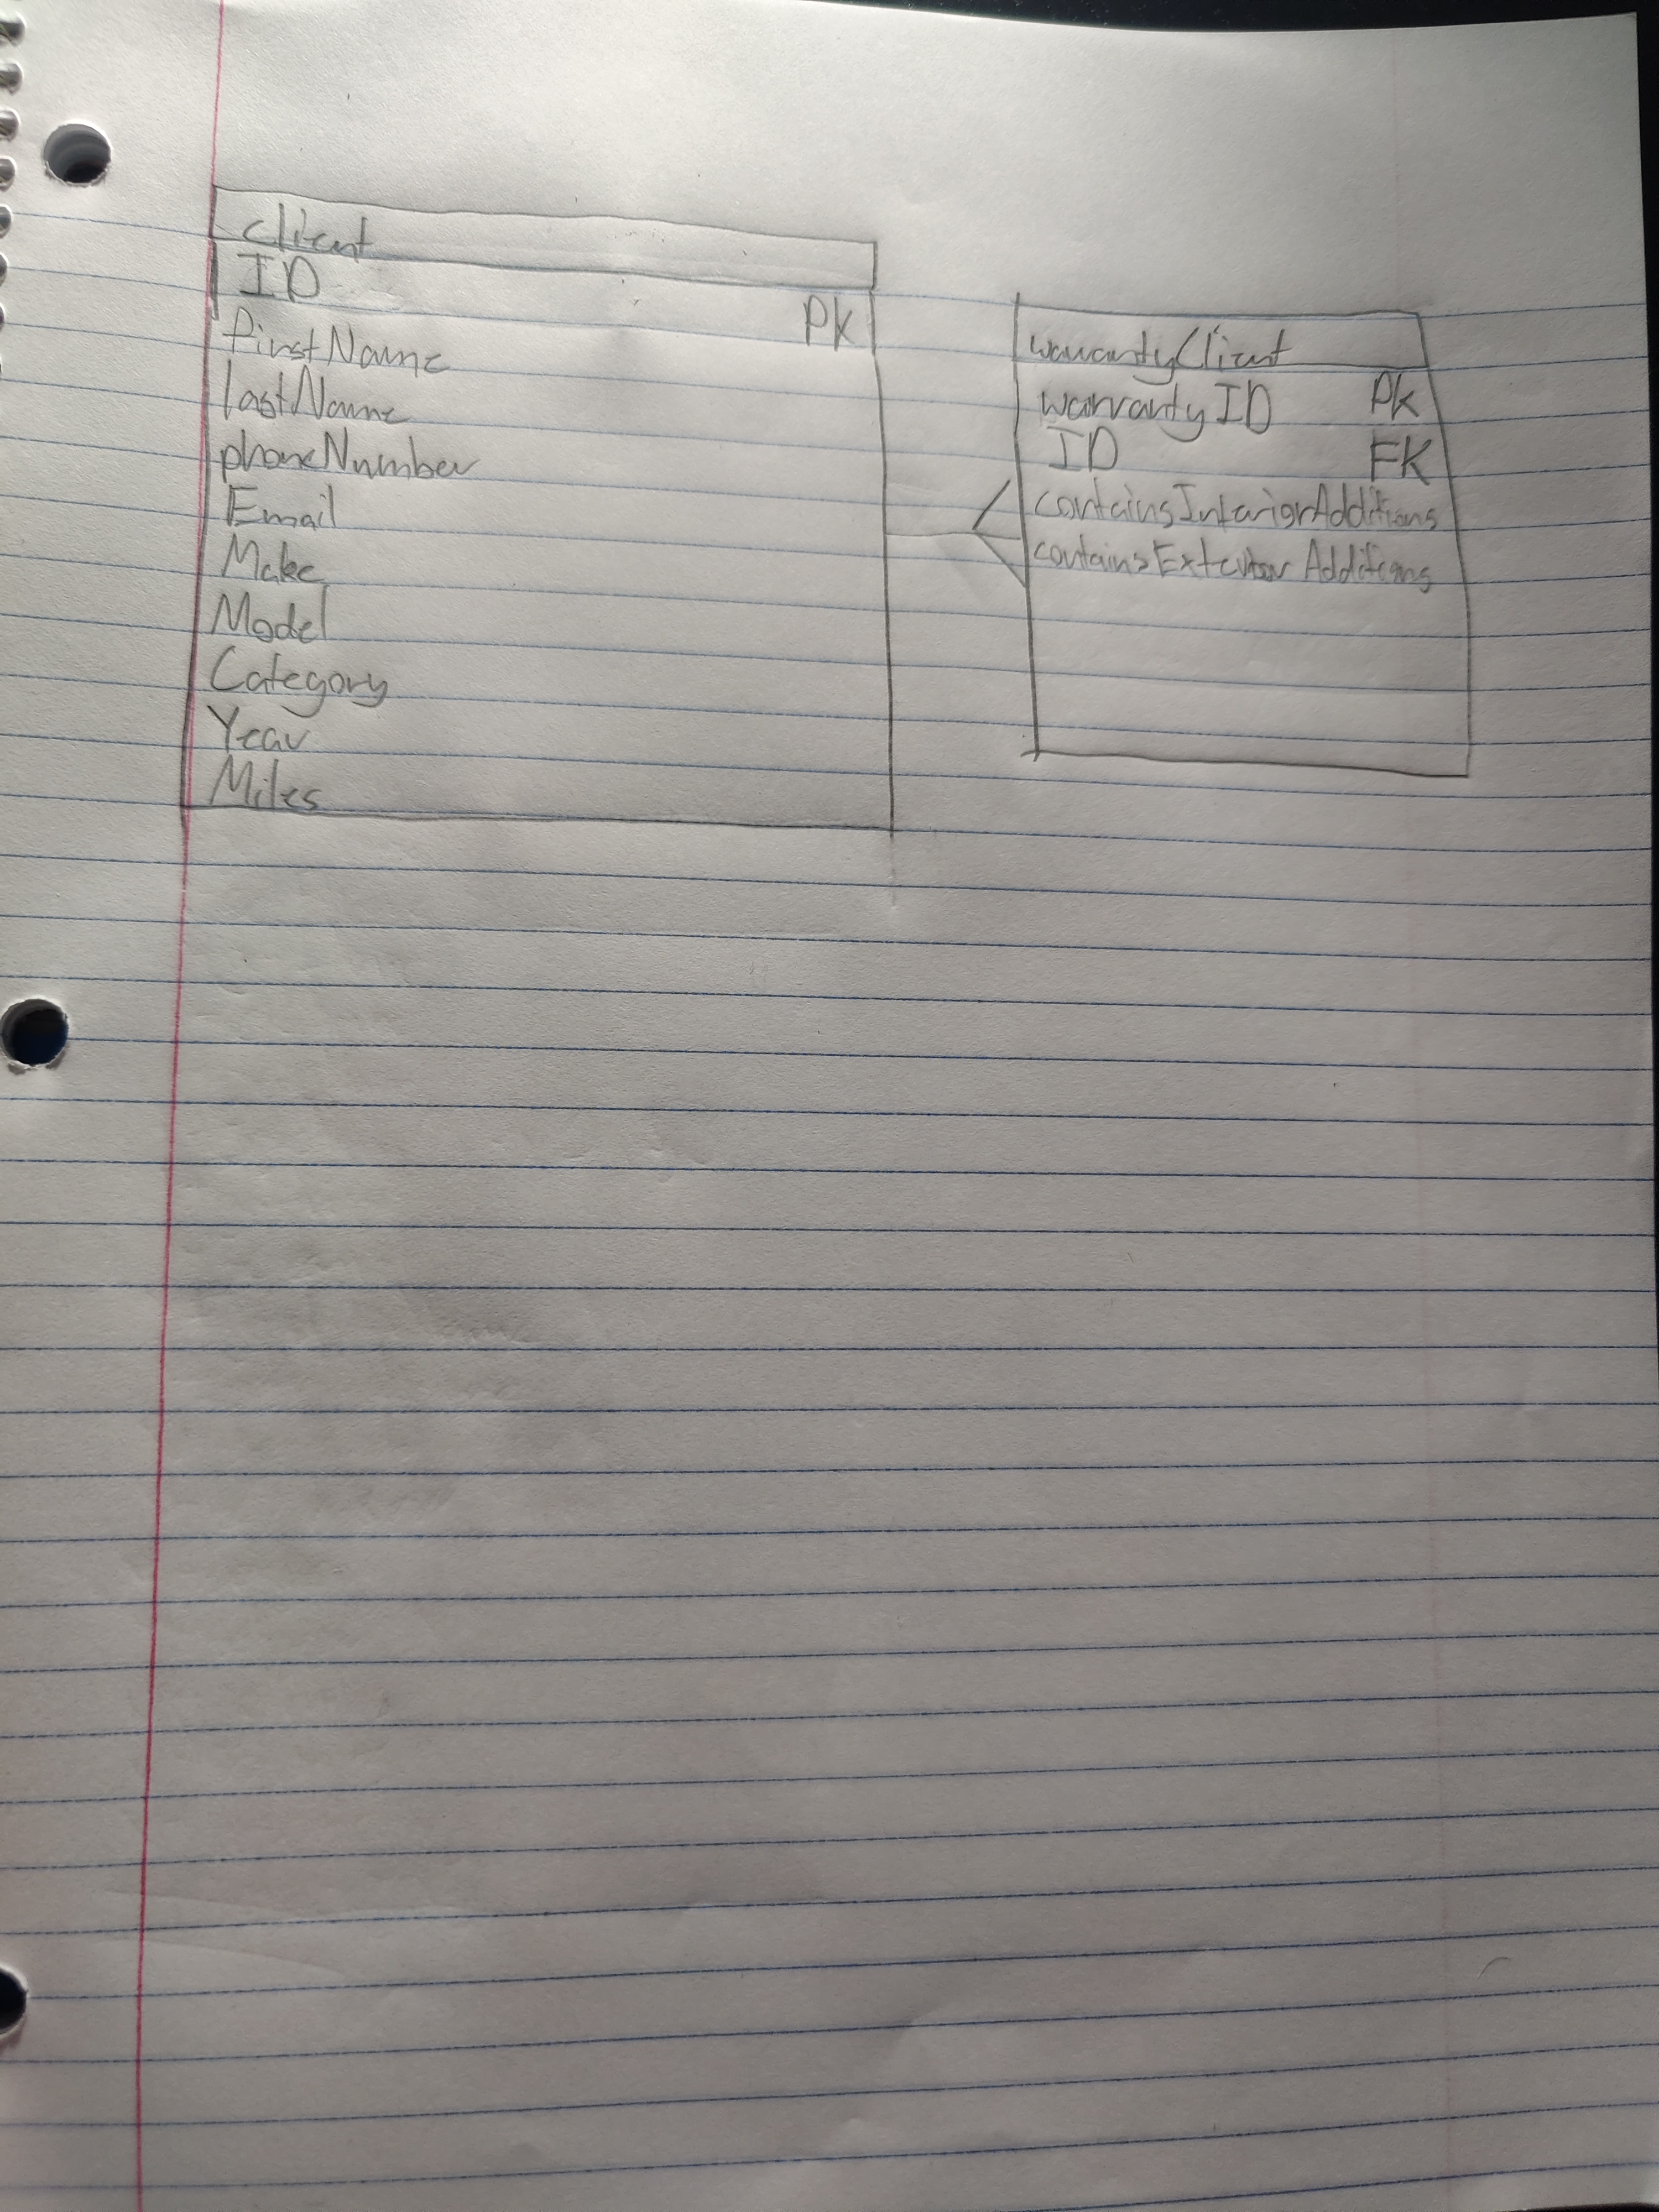 client
ID PK
firstName
lastName
phoneNumber
Email
Make
Model
Category
Year
Miles
warrantyClient
warrantyID PK
ID FK
containsInteriorAdditions
containsExterior Additions